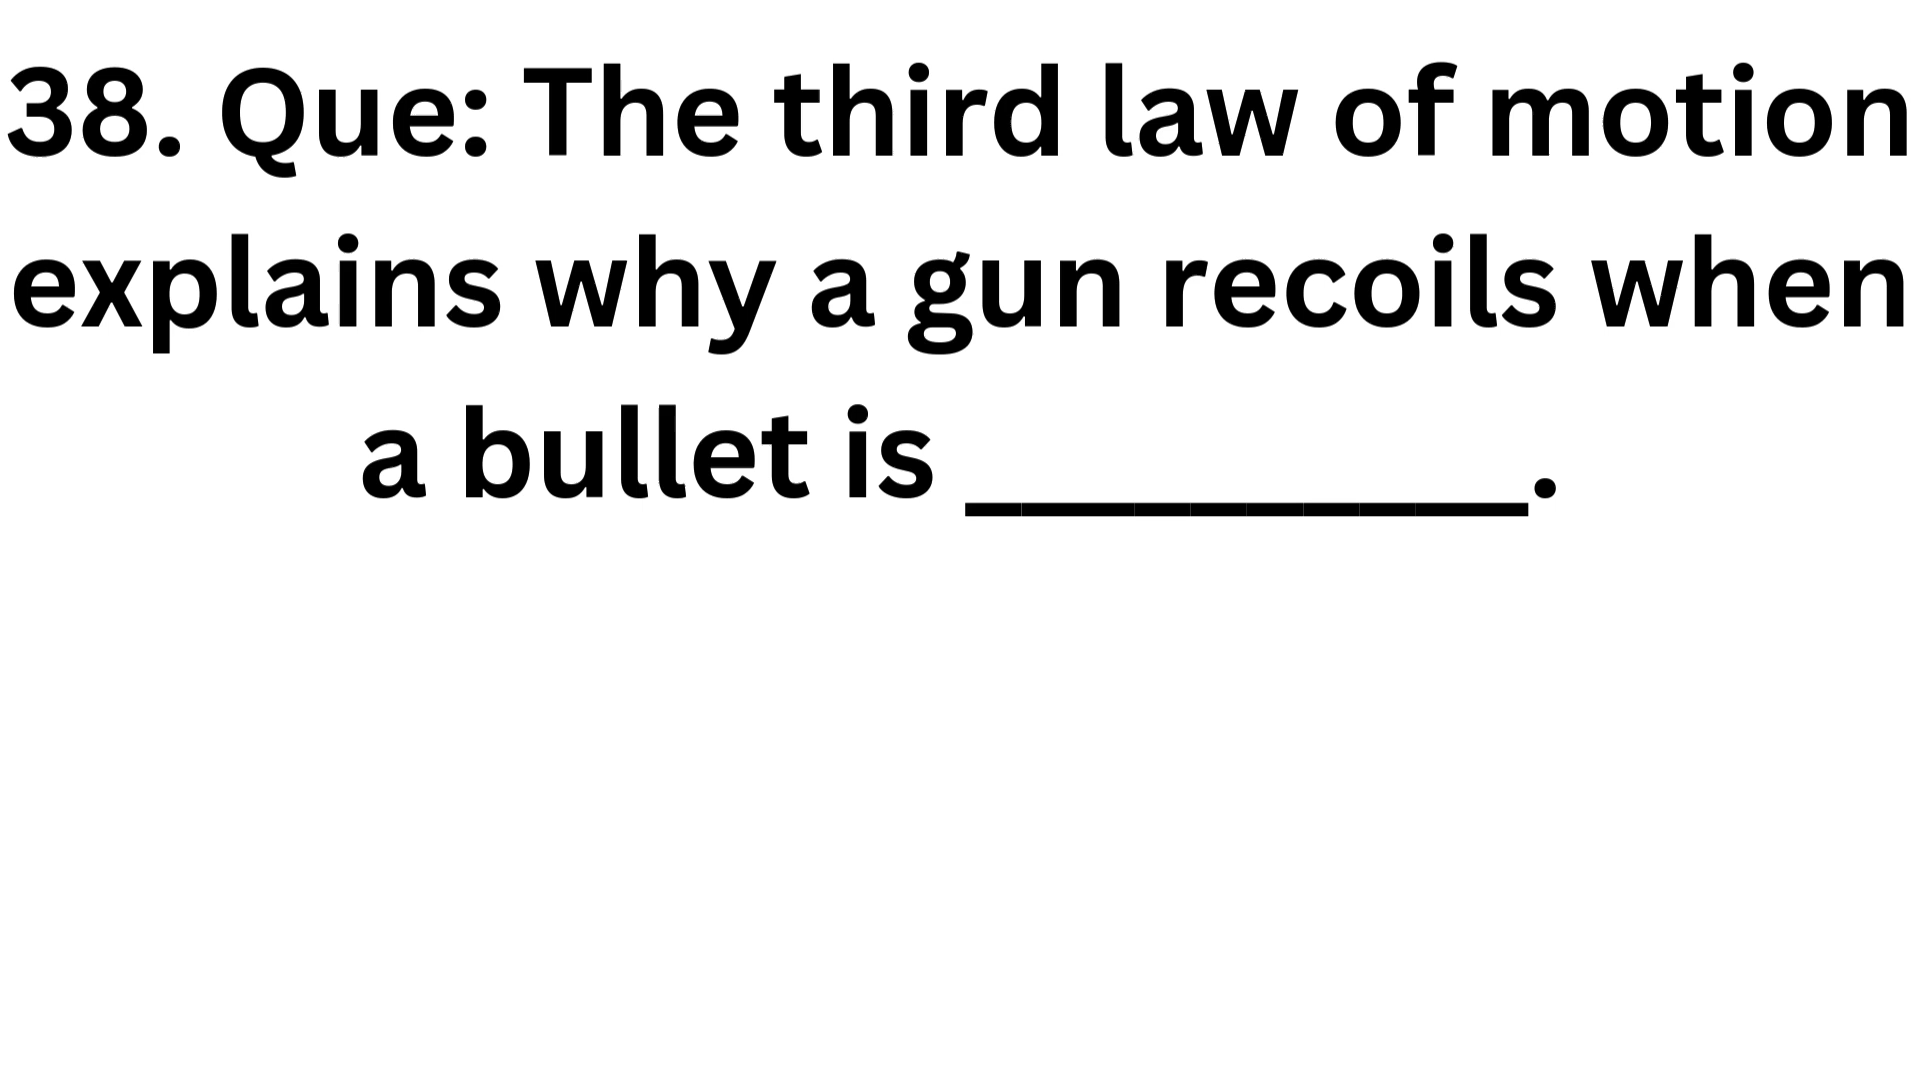 38. Que: The third law of motion
explains why a gun recoils when
a bullet is __________.